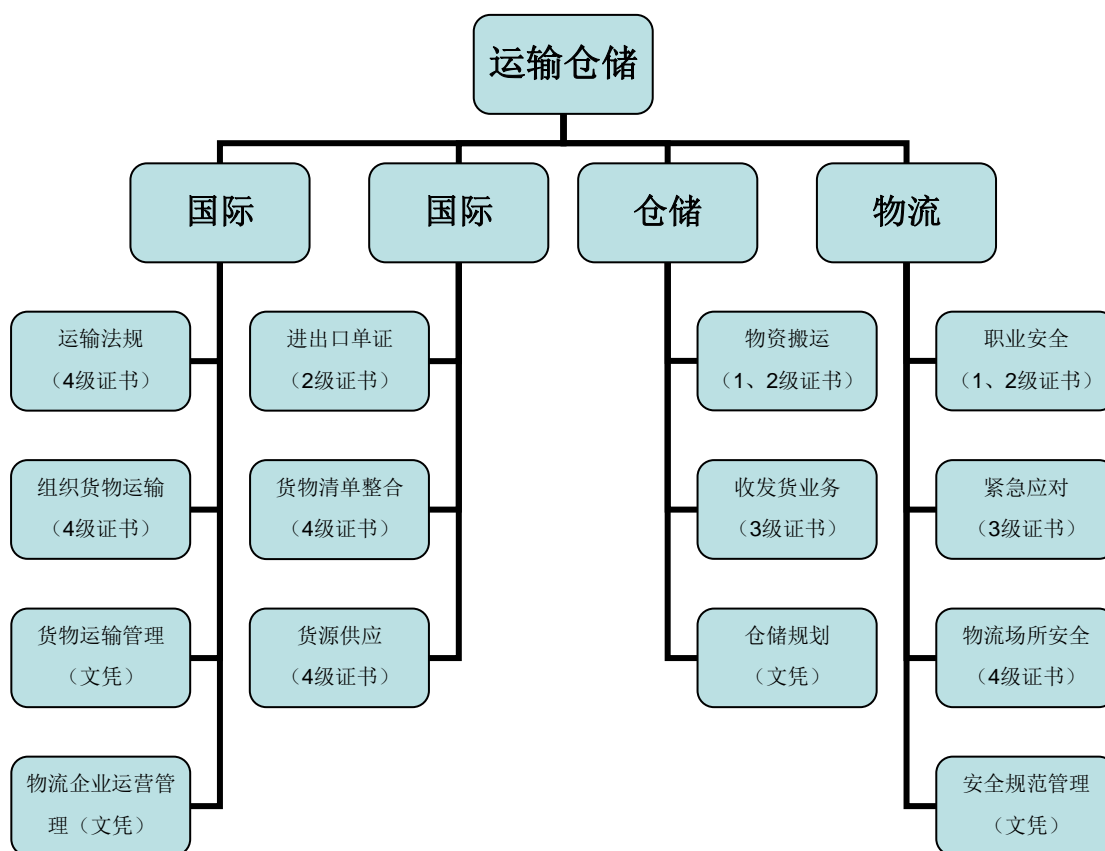 运输仓储
国际
国际
仓储
物流
运输法规
（4级证书）
进出口单证
（2级证书）
物资搬运
（1、2级证书）
职业安全
（1、2级证书）
组织货物运输
（4级证书）
货物清单整合
（4级证书）
收发货业务
（3级证书）
紧急应对
（3级证书）
货物运输管理
（文凭）
货源供应
（4级证书）
仓储规划
（文凭）
物流场所安全
（4级证书）
物流企业运营管
理（文凭）
安全规范管理
（文凭）